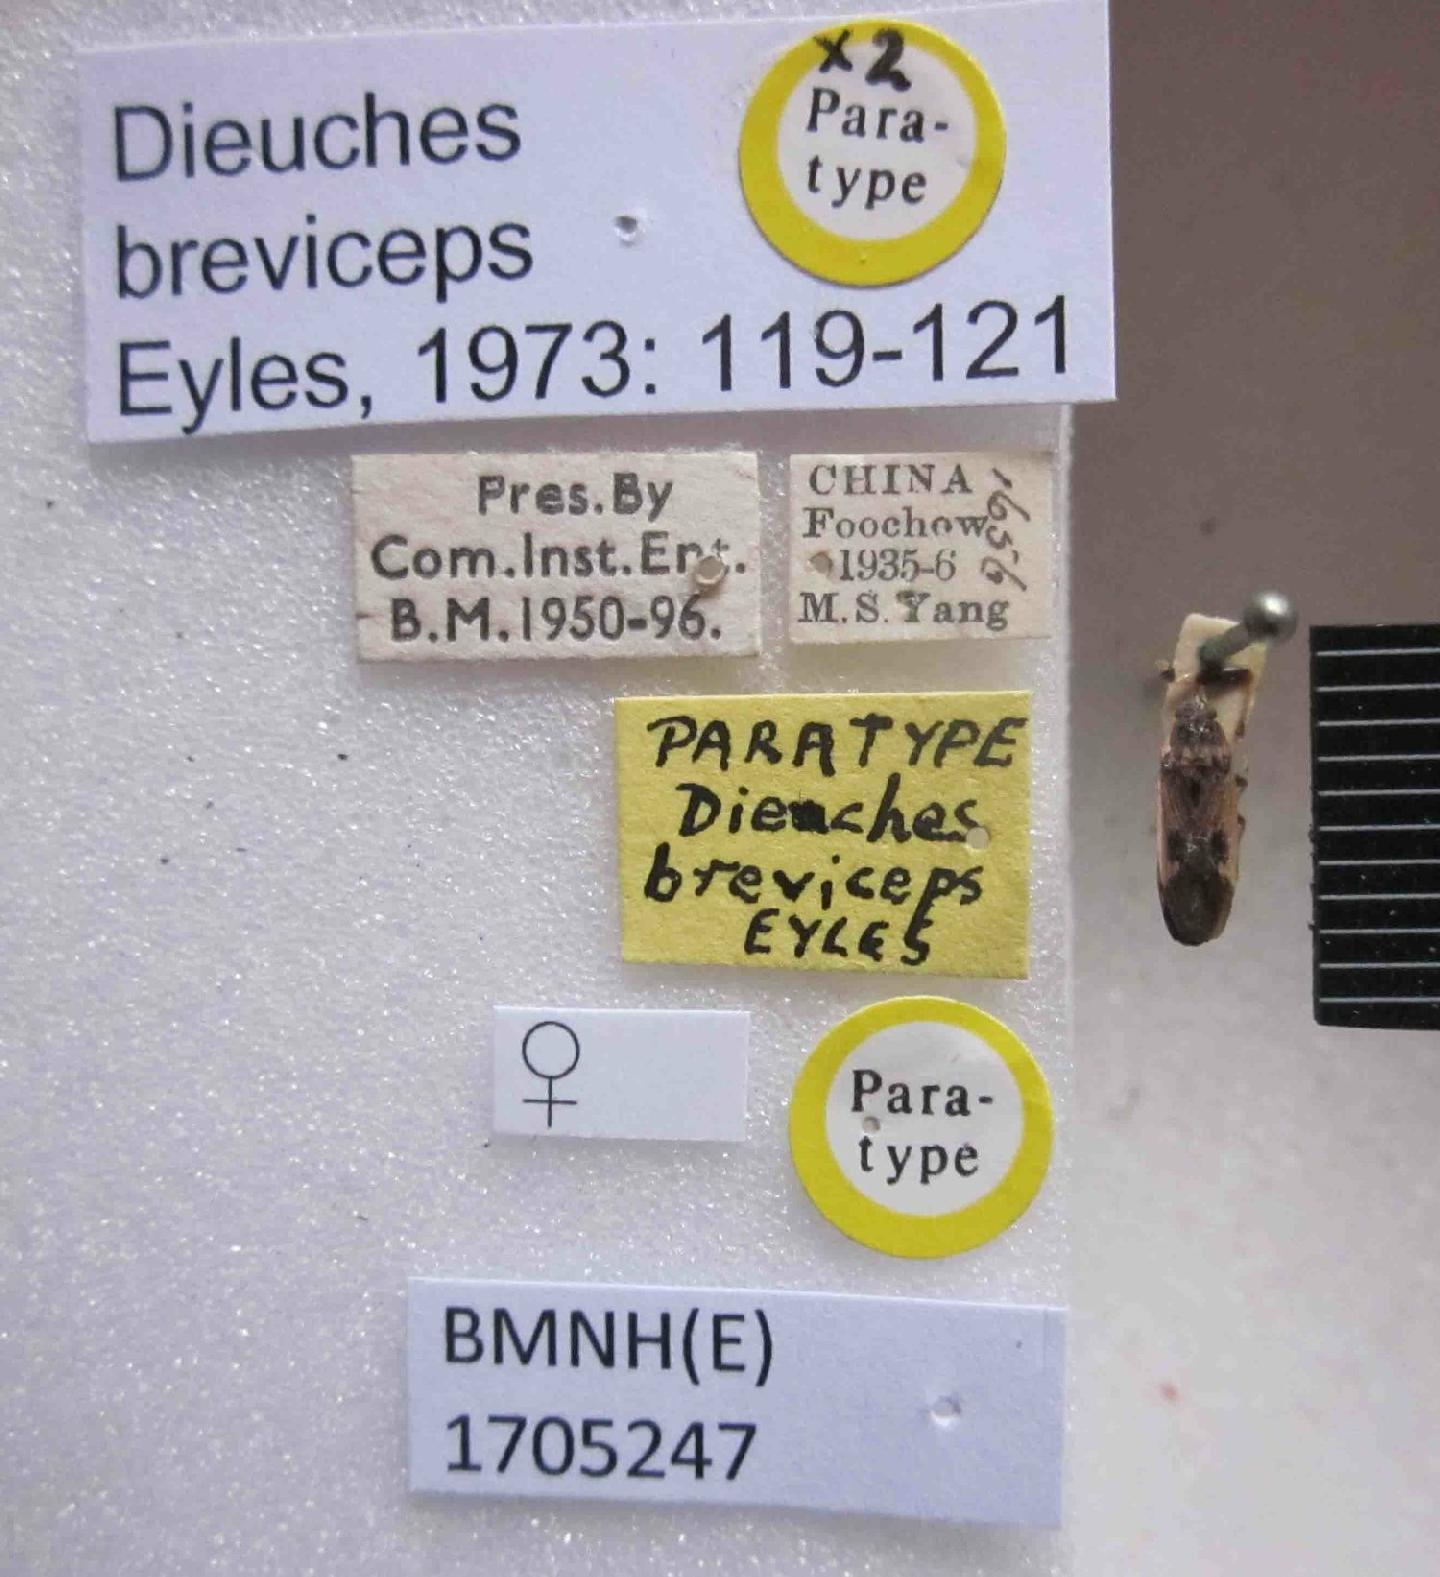 Dieuches
breviceps
Eyles, 1973: 119-121
x2
Para-
type
Pres.By
Com.Inst.Ent.
B.M.1950-96.
CHINA
Foochow
1935-6
M.S.Yang
1656
PARATYPE
Dieuches
breviceps
EYLES
♀
Para-
type
BMNH(E)
1705247